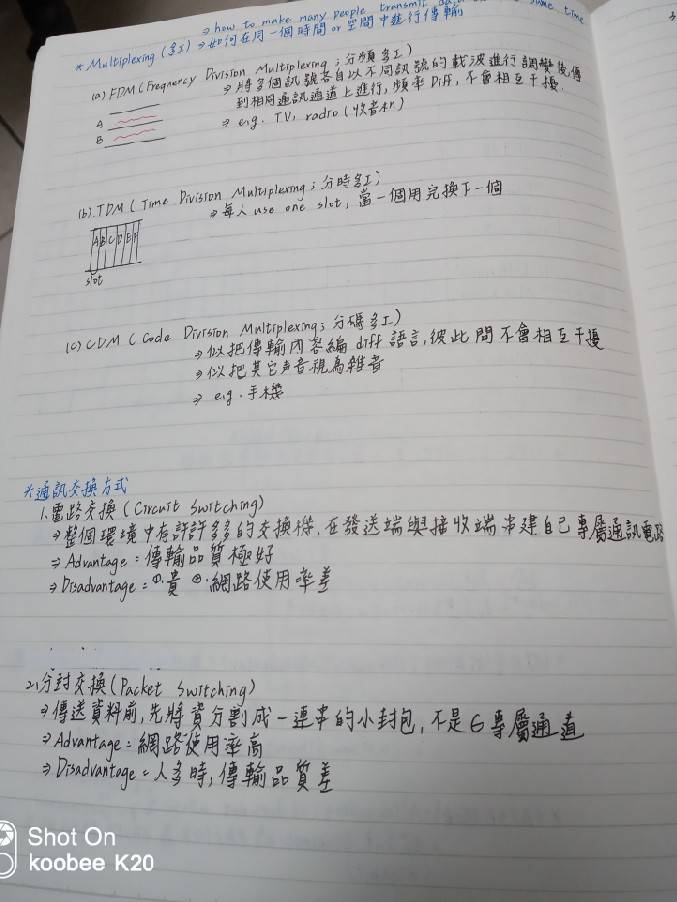 ⇒ how to make many people transmit data same time
* Multiplexing (多工) ⇒ 如何在同一個時間 or 空間中進行傳輸
(a) FDM (Frequency Division Multiplexing ; 分頻多工)
⇒ 將多個訊號各自以不同訊號的載波進行調變後,傳
到相同通訊通道上進行,頻率 Diff, 不會相互干擾.
⇒ e.g. TV, radio (收音机)
A
B
(b). TDM (Time Division Multiplexing ; 分時多工;
⇒ 每人 use one slot, 當一個用完換下一個
A B C D E F
slot
(c) CDM (Code Division Multiplexing ; 分碼多工)
⇒ 似把傳輸內容編 diff 語言,彼此間不會相互干擾
⇒ 似把其它声音視為雜音
⇒ e.g. 手機
* 通訊交換方式
1. 電路交換 (Circuit Switching)
⇒ 整個環境中有許許多多的交換機. 在發送端與接收端串建自己專屬通訊電路
⇒ Advantage : 傳輸品質極好
⇒ Disadvantage = ①. 貴 ②. 網路使用率差
2. 分封交換 (Packet Switching)
⇒ 傳送資料前,先將資分割成一連串的小封包, 不是 G 專屬通道
⇒ Advantage : 網路使用率高
⇒ Disadvantage = 人多時, 傳輸品質差
Shot On
koobee K20
3